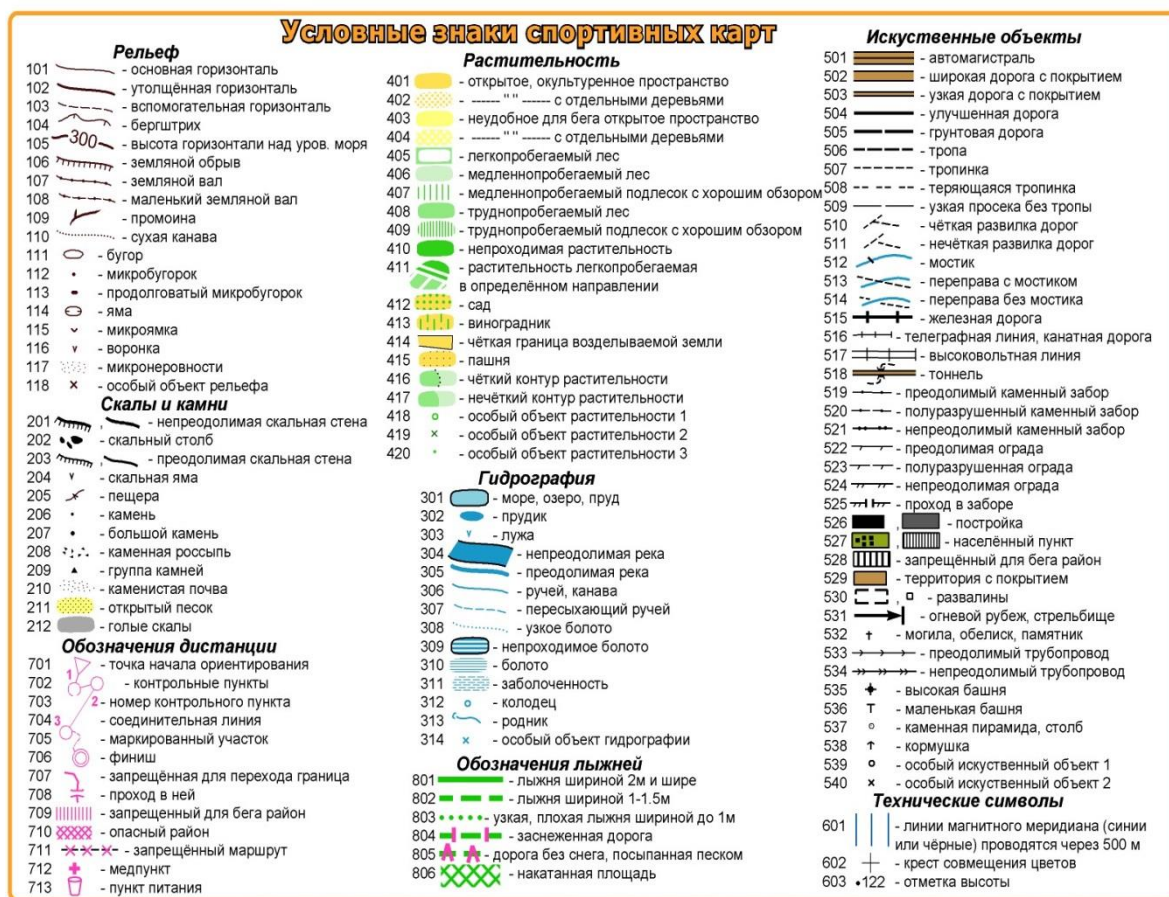 Условные знаки спортивных карт
Рельеф
101 - основная горизонталь
102 - утолщённая горизонталь
103 - вспомогательная горизонталь
104 - бергштрих
105 300 - высота горизонтали над уров. моря
106 - земляной обрыв
107 - земляной вал
108 - маленький земляной вал
109 - промоина
110 - сухая канава
111 - бугор
112 - микробугорок
113 - продолговатый микробугорок
114 - яма
115 - микроямка
116 - воронка
117 - микронеровности
118 - особый объект рельефа
Скалы и камни
201 , - непреодолимая скальная стена
202 - скальный столб
203 , - преодолимая скальная стена
204 - скальная яма
205 - пещера
206 - камень
207 - большой камень
208 - каменная россыпь
209 - группа камней
210 - каменистая почва
211 - открытый песок
212 - голые скалы
Обозначения дистанции
701 - точка начала ориентирования
1
702 - контрольные пункты
703 2 - номер контрольного пункта
704 3 - соединительная линия
705 - маркированный участок
706 - финиш
707 - запрещённая для перехода граница
708 - проход в ней
709 - запрещенный для бега район
710 - опасный район
711 - запрещённый маршрут
712 - медпункт
713 - пункт питания
Растительность
401 - открытое, окультуренное пространство
402 - ------ " " ------ с отдельными деревьями
403 - неудобное для бега открытое пространство
404 - ------ " " ------ с отдельными деревьями
405 - легкопробегаемый лес
406 - медленнопробегаемый лес
407 - медленнопробегаемый подлесок с хорошим обзором
408 - труднопробегаемый лес
409 - труднопробегаемый подлесок с хорошим обзором
410 - непроходимая растительность
411 - растительность легкопробегаемая
в определённом направлении
412 - сад
413 - виноградник
414 - чёткая граница возделываемой земли
415 - пашня
416 - чёткий контур растительности
417 - нечёткий контур растительности
418 - особый объект растительности 1
419 - особый объект растительности 2
420 - особый объект растительности 3
Гидрография
301 - море, озеро, пруд
302 - прудик
303 - лужа
304 - непреодолимая река
305 - преодолимая река
306 - ручей, канава
307 - пересыхающий ручей
308 - узкое болото
309 - непроходимое болото
310 - болото
311 - заболоченность
312 - колодец
313 - родник
314 - особый объект гидрографии
Обозначения лыжней
801 - лыжня шириной 2м и шире
802 - лыжня шириной 1-1.5м
803 - узкая, плохая лыжня шириной до 1м
804 - заснеженная дорога
805 - дорога без снега, посыпанная песком
806 - накатанная площадь
Искуственные объекты
501 - автомагистраль
502 - широкая дорога с покрытием
503 - узкая дорога с покрытием
504 - улучшенная дорога
505 - грунтовая дорога
506 - тропа
507 - тропинка
508 - теряющаяся тропинка
509 - узкая просека без тропы
510 - чёткая развилка дорог
511 - нечёткая развилка дорог
512 - мостик
513 - переправа с мостиком
514 - переправа без мостика
515 - железная дорога
516 - телеграфная линия, канатная дорога
517 - высоковольтная линия
518 - тоннель
519 - преодолимый каменный забор
520 - полуразрушенный каменный забор
521 - непреодолимый каменный забор
522 - преодолимая ограда
523 - полуразрушенная ограда
524 - непреодолимая ограда
525 - проход в заборе
526 , - постройка
527 , - населённый пункт
528 - запрещённый для бега район
529 - территория с покрытием
530 , - развалины
531 - огневой рубеж, стрельбище
532 - могила, обелиск, памятник
533 - преодолимый трубопровод
534 - непреодолимый трубопровод
535 - высокая башня
536 - маленькая башня
537 - каменная пирамида, столб
538 - кормушка
539 - особый искуственный объект 1
540 - особый искуственный объект 2
Технические символы
601 - линии магнитного меридиана (синии
или чёрные) проводятся через 500 м
602 - крест совмещения цветов
603 •122 - отметка высоты